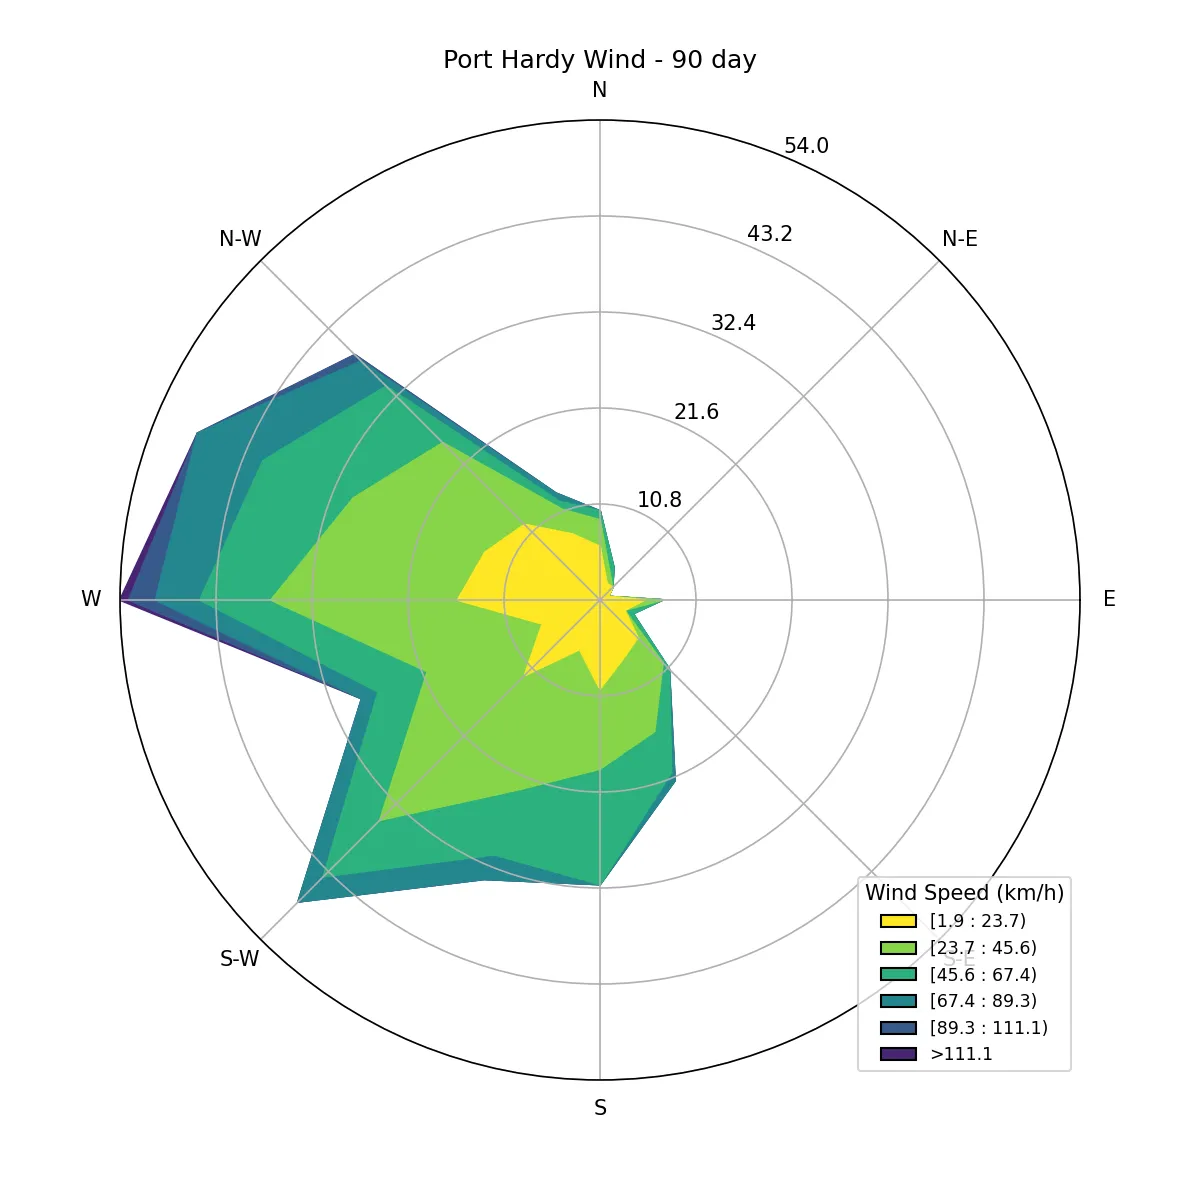 Port Hardy Wind - 90 day
N
54.0
N-W
43.2
N-E
32.4
21.6
10.8
W
E
S-W
S-E
S
Wind Speed (km/h)
[1.9 : 23.7)
[23.7 : 45.6)
[45.6 : 67.4)
[67.4 : 89.3)
[89.3 : 111.1)
>111.1